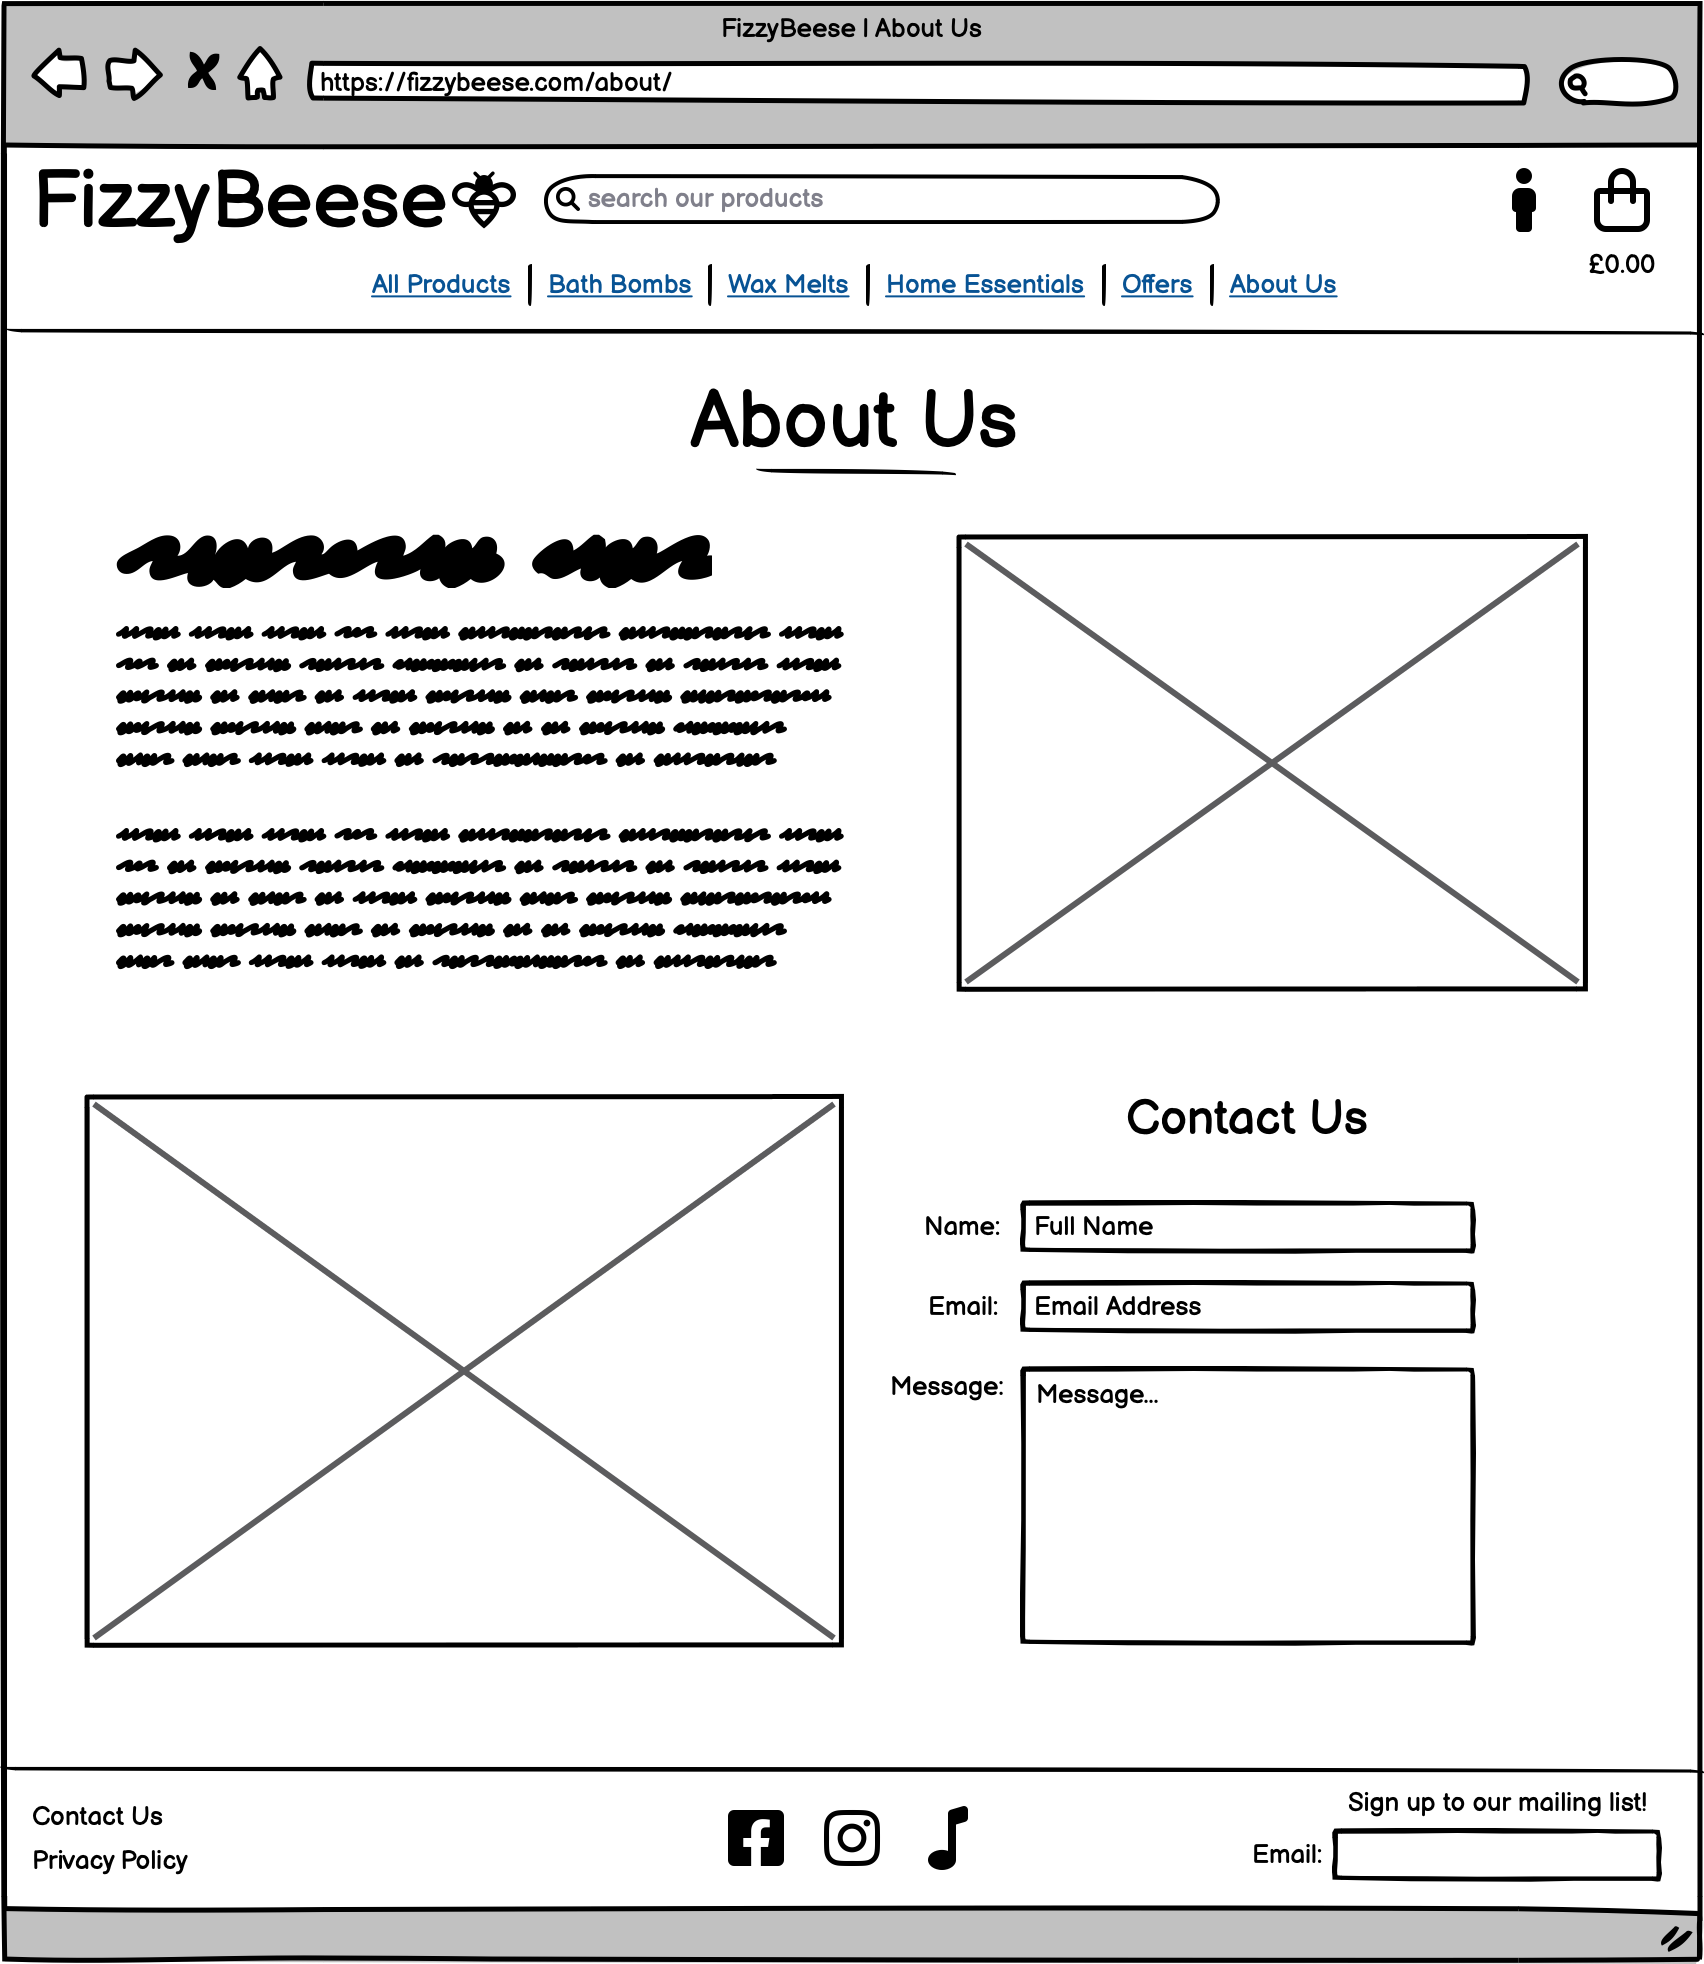 FizzyBeese | About Us
https://fizzybeese.com/about/
FizzyBeese
search our products
£0.00
All Products | Bath Bombs | Wax Melts | Home Essentials | Offers | About Us
About Us
Contact Us
Name: Full Name
Email: Email Address
Message: Message...
Contact Us
Privacy Policy
Sign up to our mailing list!
Email: